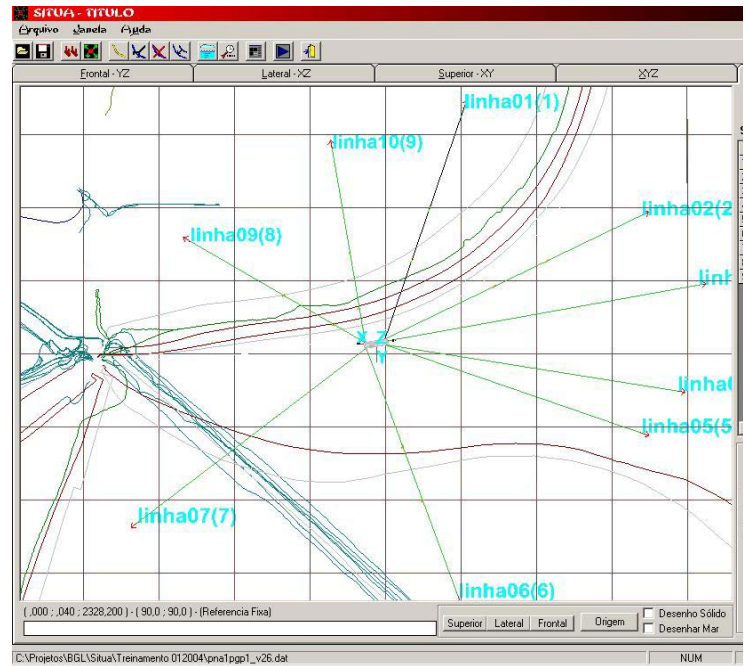 SITUA - TITULO
Arquivo Janela Ajuda
Frontal - YZ Lateral - XZ Superior - XY XYZ
linha01(1)
linha10(9)
linha02(2
linha09(8)
linh
X Z
Y
linha05(5
linha07(7)
linha06(6)
( ,000 ; ,040 ; 2328,200 ) - ( 90,0 ; 90,0 ) - (Referencia Fixa)
Superior Lateral Frontal Origem Desenho Sólido
Desenhar Mar
C:\Projetos\BGL\Situa\Treinamento 012004\pna1pgp1_v26.dat NUM